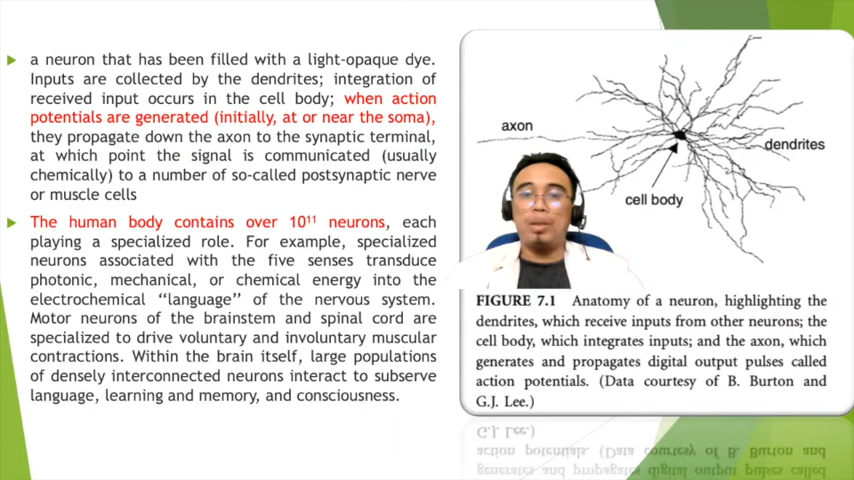 a neuron that has been filled with a light-opaque dye.
Inputs are collected by the dendrites; integration of
received input occurs in the cell body; when action
potentials are generated (initially, at or near the soma),
they propagate down the axon to the synaptic terminal,
at which point the signal is communicated (usually
chemically) to a number of so-called postsynaptic nerve
or muscle cells
The human body contains over 10¹¹ neurons, each
playing a specialized role. For example, specialized
neurons associated with the five senses transduce
photonic, mechanical, or chemical energy into the
electrochemical ‘‘language’’ of the nervous system.
Motor neurons of the brainstem and spinal cord are
specialized to drive voluntary and involuntary muscular
contractions. Within the brain itself, large populations
of densely interconnected neurons interact to subserve
language, learning and memory, and consciousness.
axon
dendrites
cell body
FIGURE 7.1 Anatomy of a neuron, highlighting the
dendrites, which receive inputs from other neurons; the
cell body, which integrates inputs; and the axon, which
generates and propagates digital output pulses called
action potentials. (Data courtesy of B. Burton and
G.J. Lee.)